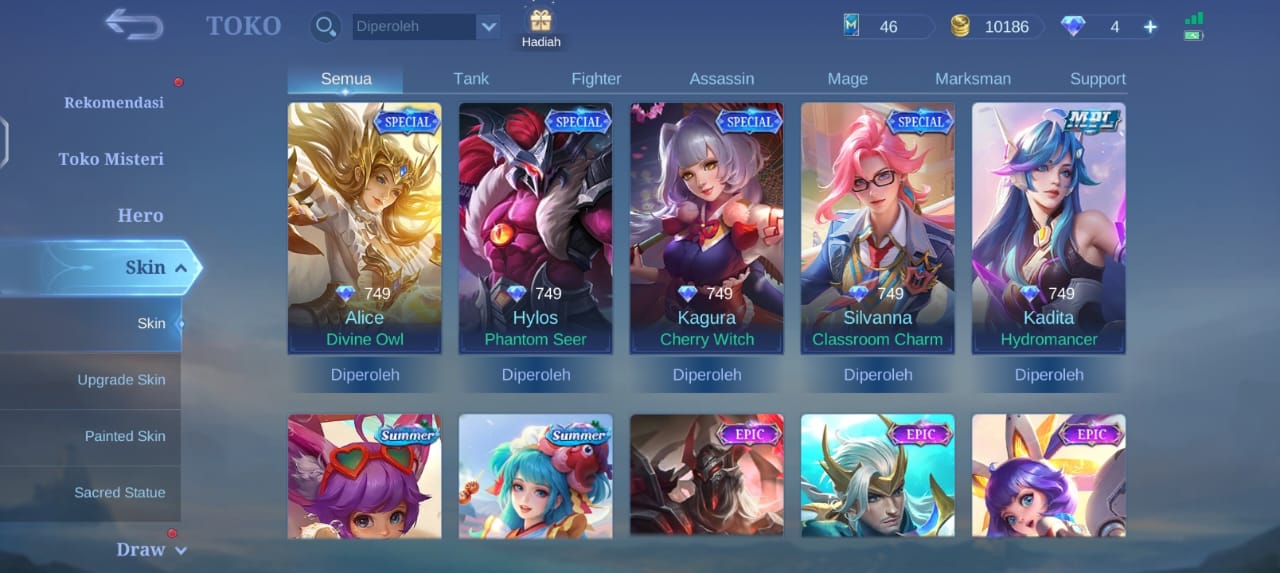 TOKO
Diperoleh
Hadiah
46
10186
4
Rekomendasi
Toko Misteri
Hero
Skin
Skin
Upgrade Skin
Painted Skin
Sacred Statue
Draw
Semua Tank Fighter Assassin Mage Marksman Support
SPECIAL SPECIAL SPECIAL SPECIAL MPL
749 749 749 749 749
Alice Hylos Kagura Silvanna Kadita
Divine Owl Phantom Seer Cherry Witch Classroom Charm Hydromancer
Diperoleh Diperoleh Diperoleh Diperoleh Diperoleh
Summer Summer EPIC EPIC EPIC